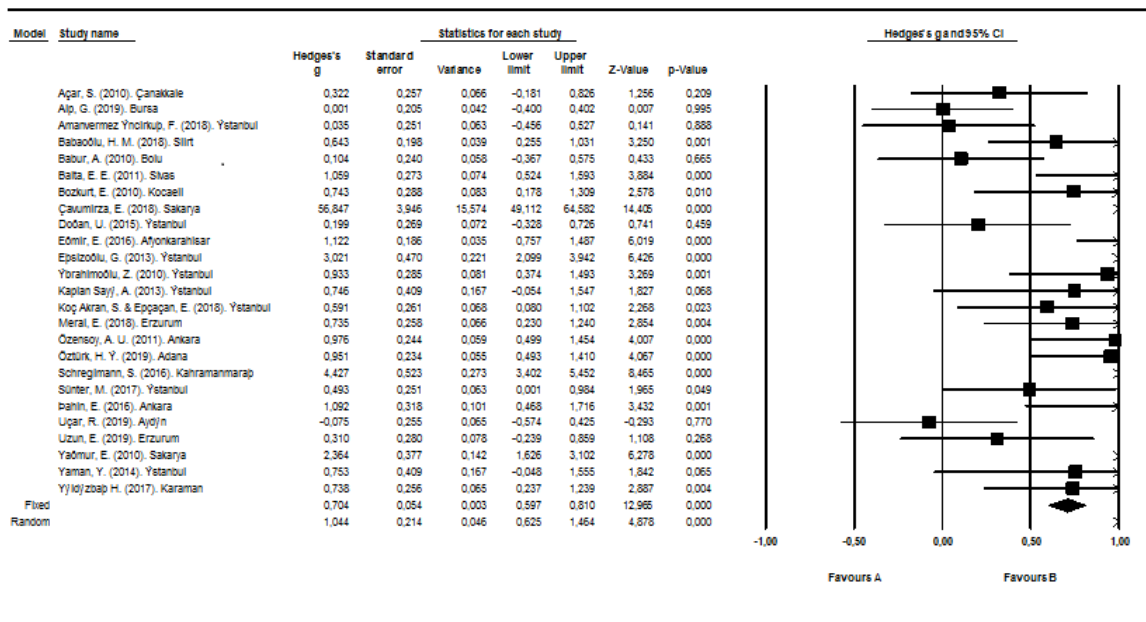 Model Study name Statistics for each study Hedges's g and 95% CI
Hedges's g Standard error Variance Lower limit Upper limit Z-Value p-Value
Açar, S. (2010). Çanakkale 0,322 0,257 0,066 -0,181 0,826 1,256 0,209
Alp, G. (2019). Bursa 0,001 0,205 0,042 -0,400 0,402 0,007 0,995
Amanvermez Ýncirkuþ, F. (2018). Ýstanbul 0,035 0,251 0,063 -0,456 0,527 0,141 0,888
Babaoðlu, H. M. (2018). Siirt 0,643 0,198 0,039 0,255 1,031 3,250 0,001
Babur, A. (2010). Bolu 0,104 0,240 0,058 -0,367 0,575 0,433 0,665
Balta, E. E. (2011). Sivas 1,059 0,273 0,074 0,524 1,593 3,884 0,000
Bozkurt, E. (2010). Kocaeli 0,743 0,288 0,083 0,178 1,309 2,578 0,010
Çavumirza, E. (2018). Sakarya 56,847 3,946 15,574 49,112 64,582 14,405 0,000
Doðan, U. (2015). Ýstanbul 0,199 0,269 0,072 -0,328 0,726 0,741 0,459
Eðmir, E. (2016). Afyonkarahisar 1,122 0,186 0,035 0,757 1,487 6,019 0,000
Epsizoðlu, G. (2013). Ýstanbul 3,021 0,470 0,221 2,099 3,942 6,426 0,000
Ýbrahimoðlu, Z. (2010). Ýstanbul 0,933 0,285 0,081 0,374 1,493 3,269 0,001
Kaplan Sayý, A. (2013). Ýstanbul 0,746 0,409 0,167 -0,054 1,547 1,827 0,068
Koç Akran, S. & Epçaçan, E. (2018). Ýstanbul 0,591 0,261 0,068 0,080 1,102 2,268 0,023
Meral, E. (2018). Erzurum 0,735 0,258 0,066 0,230 1,240 2,854 0,004
Özensoy, A. U. (2011). Ankara 0,976 0,244 0,059 0,499 1,454 4,007 0,000
Öztürk, H. Ý. (2019). Adana 0,951 0,234 0,055 0,493 1,410 4,067 0,000
Schreglmann, S. (2016). Kahramanmaraþ 4,427 0,523 0,273 3,402 5,452 8,465 0,000
Sünter, M. (2017). Ýstanbul 0,493 0,251 0,063 0,001 0,984 1,965 0,049
Þahin, E. (2016). Ankara 1,092 0,318 0,101 0,468 1,716 3,432 0,001
Uçar, R. (2019). Aydýn -0,075 0,255 0,065 -0,574 0,425 -0,293 0,770
Uzun, E. (2019). Erzurum 0,310 0,280 0,078 -0,239 0,859 1,108 0,268
Yaðmur, E. (2010). Sakarya 2,364 0,377 0,142 1,626 3,102 6,278 0,000
Yaman, Y. (2014). Ýstanbul 0,753 0,409 0,167 -0,048 1,555 1,842 0,065
Yýldýzbaþ H. (2017). Karaman 0,738 0,256 0,065 0,237 1,239 2,887 0,004
Fixed 0,704 0,054 0,003 0,597 0,810 12,965 0,000
Random 1,044 0,214 0,046 0,625 1,464 4,878 0,000
-1,00 -0,50 0,00 0,50 1,00
Favours A Favours B